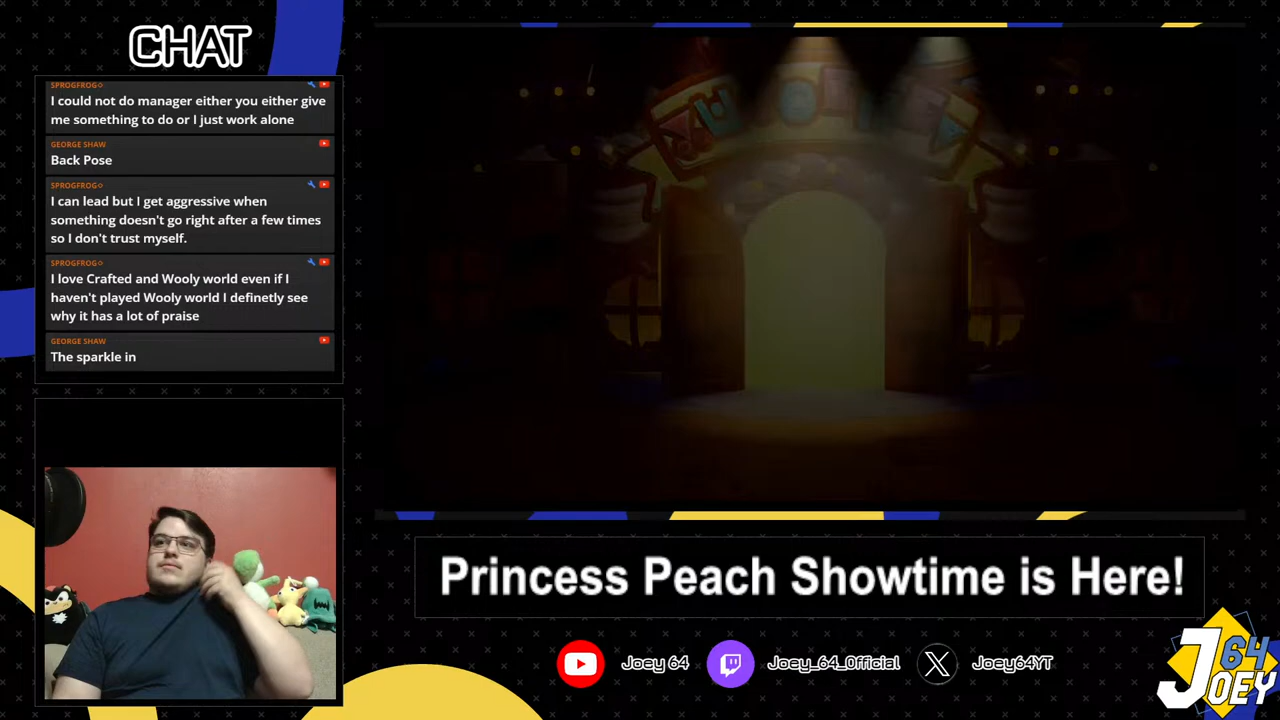 CHAT
SPROGFROG
I could not do manager either you either give
me something to do or I just work alone
GEORGE SHAW
Back Pose
SPROGFROG
I can lead but I get aggressive when
something doesn't go right after a few times
so I don't trust myself.
SPROGFROG
I love Crafted and Wooly world even if I
haven't played Wooly world I definetly see
why it has a lot of praise
GEORGE SHAW
The sparkle in
Princess Peach Showtime is Here!
Joey 64
Joey_64_Official
Joey64YT
64
JOEY